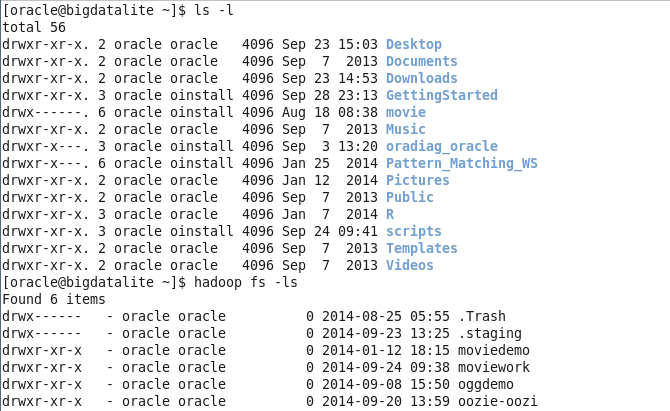 [oracle@bigdatalite ~]$ ls -l
total 56
drwxr-xr-x. 2 oracle oracle   4096 Sep 23 15:03 Desktop
drwxr-xr-x. 2 oracle oracle   4096 Sep  7  2013 Documents
drwxr-xr-x. 2 oracle oracle   4096 Sep 23 14:53 Downloads
drwxr-xr-x. 3 oracle oinstall 4096 Sep 28 23:13 GettingStarted
drwx------. 6 oracle oinstall 4096 Aug 18 08:38 movie
drwxr-xr-x. 2 oracle oracle   4096 Sep  7  2013 Music
drwxr-x---. 3 oracle oinstall 4096 Sep  3 13:20 oradiag_oracle
drwxr-x---. 6 oracle oinstall 4096 Jan 25  2014 Pattern_Matching_WS
drwxr-xr-x. 2 oracle oracle   4096 Jan 12  2014 Pictures
drwxr-xr-x. 2 oracle oracle   4096 Sep  7  2013 Public
drwxr-xr-x. 3 oracle oracle   4096 Jan  7  2014 R
drwxr-xr-x. 3 oracle oinstall 4096 Sep 24 09:41 scripts
drwxr-xr-x. 2 oracle oracle   4096 Sep  7  2013 Templates
drwxr-xr-x. 2 oracle oracle   4096 Sep  7  2013 Videos
[oracle@bigdatalite ~]$ hadoop fs -ls
Found 6 items
drwx------   - oracle oracle          0 2014-08-25 05:55 .Trash
drwx------   - oracle oracle          0 2014-09-23 13:25 .staging
drwxr-xr-x   - oracle oracle          0 2014-01-12 18:15 moviedemo
drwxr-xr-x   - oracle oracle          0 2014-09-24 09:38 moviework
drwxr-xr-x   - oracle oracle          0 2014-09-08 15:50 oggdemo
drwxr-xr-x   - oracle oracle          0 2014-09-20 13:59 oozie-oozi